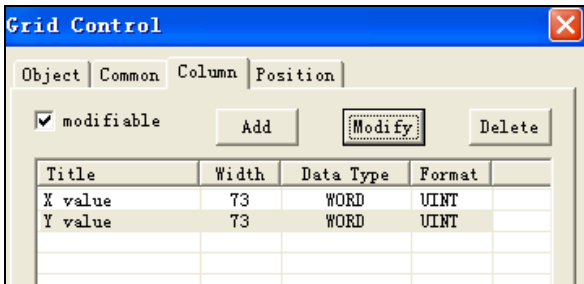 Grid Control
Object Common Column Position
modifiable Add Modify Delete
Title Width Data Type Format
X value 73 WORD UINT
Y value 73 WORD UINT